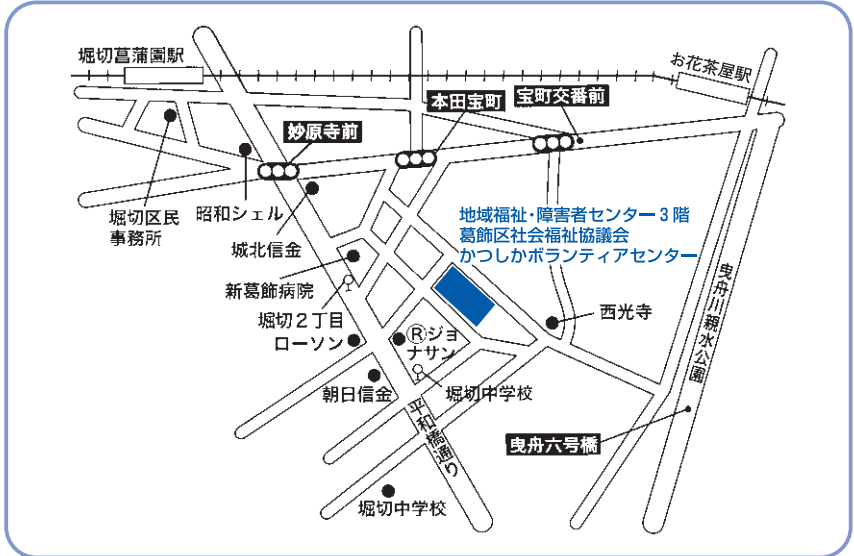 堀切菖蒲園駅
お花茶屋駅
本田宝町
宝町交番前
妙原寺前
堀切区民
事務所
昭和シェル
城北信金
地域福祉・障害者センター3階
葛飾区社会福祉協議会
かつしかボランティアセンター
新葛飾病院
堀切2丁目
ローソン
Ⓡジョ
ナサン
西光寺
曳舟川親水公園
朝日信金
堀切中学校
平和橋通り
曳舟六号橋
堀切中学校